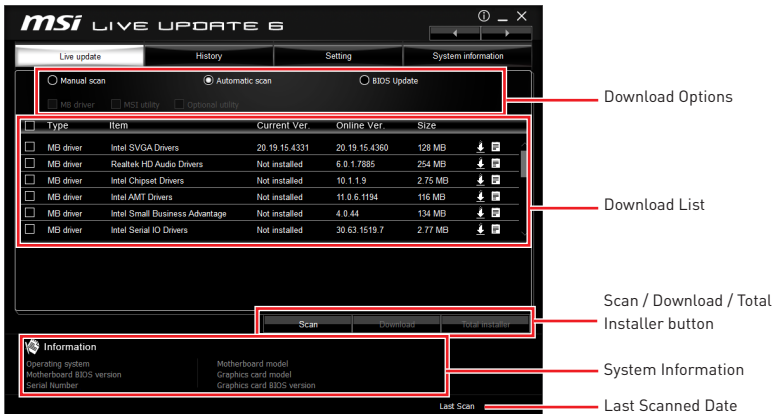 msi LIVE UPDATE 6
Live update History Setting System information
Manual scan Automatic scan BIOS Update
MB driver MSI utility Optional utility
Type Item Current Ver. Online Ver. Size
MB driver Intel SVGA Drivers 20.19.15.4331 20.19.15.4360 128 MB
MB driver Realtek HD Audio Drivers Not installed 6.0.1.7885 254 MB
MB driver Intel Chipset Drivers Not installed 10.1.1.9 2.75 MB
MB driver Intel AMT Drivers Not installed 11.0.6.1194 116 MB
MB driver Intel Small Business Advantage Not installed 4.0.44 134 MB
MB driver Intel Serial IO Drivers Not installed 30.63.1519.7 2.77 MB
Scan Download Total Installer
Information
Operating system Motherboard model
Motherboard BIOS version Graphics card model
Serial Number Graphics card BIOS version
Last Scan
Download Options
Download List
Scan / Download / Total
Installer button
System Information
Last Scanned Date